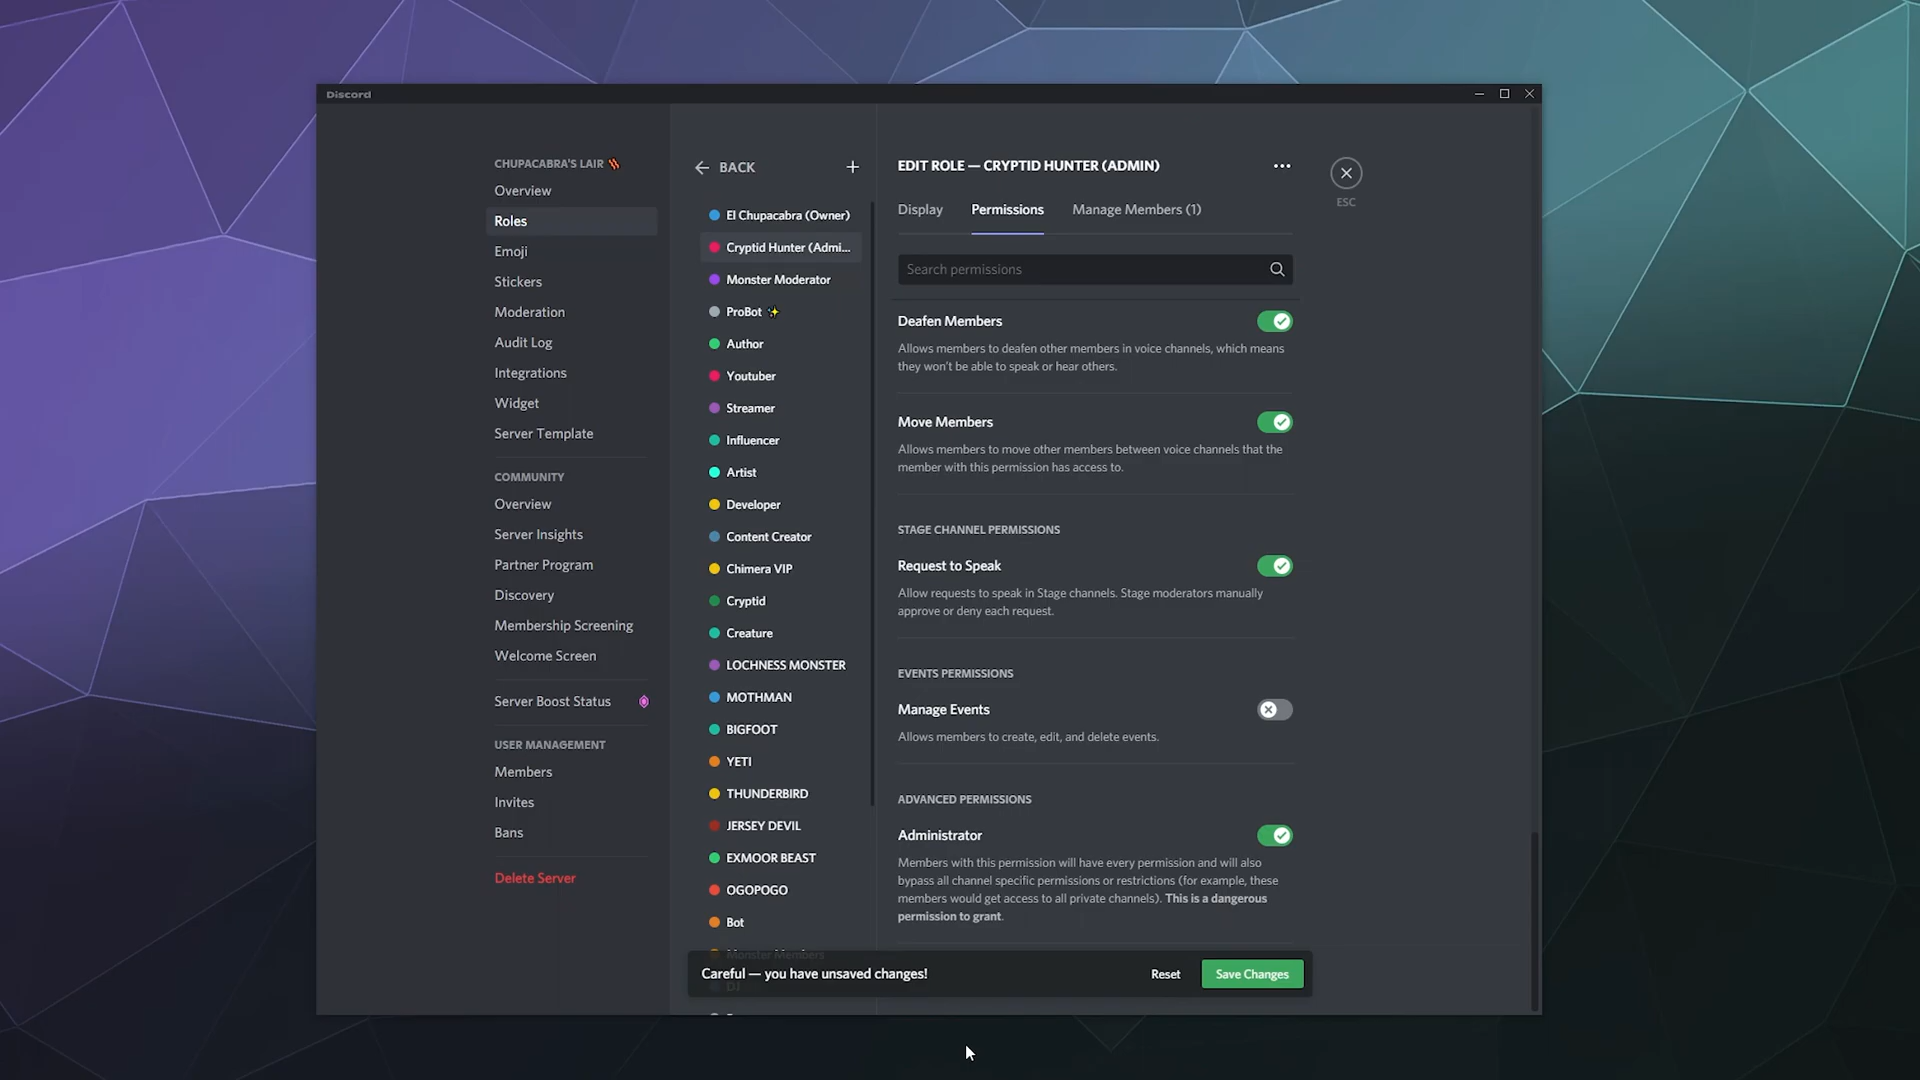 Discord
CHUPACABRA'S LAIR
Overview
Roles
Emoji
Stickers
Moderation
Audit Log
Integrations
Widget
Server Template
COMMUNITY
Overview
Server Insights
Partner Program
Discovery
Membership Screening
Welcome Screen
Server Boost Status
USER MANAGEMENT
Members
Invites
Bans
Delete Server
BACK
El Chupacabra (Owner)
Cryptid Hunter (Admi...
Monster Moderator
ProBot ✨
Author
Youtuber
Streamer
Influencer
Artist
Developer
Content Creator
Chimera VIP
Cryptid
Creature
LOCHNESS MONSTER
MOTHMAN
BIGFOOT
YETI
THUNDERBIRD
JERSEY DEVIL
EXMOOR BEAST
OGOPOGO
Bot
Monster Members
DJ
EDIT ROLE — CRYPTID HUNTER (ADMIN)
ESC
Display Permissions Manage Members (1)
Search permissions
Deafen Members
Allows members to deafen other members in voice channels, which means
they won't be able to speak or hear others.
Move Members
Allows members to move other members between voice channels that the
member with this permission has access to.
STAGE CHANNEL PERMISSIONS
Request to Speak
Allow requests to speak in Stage channels. Stage moderators manually
approve or deny each request.
EVENTS PERMISSIONS
Manage Events
Allows members to create, edit, and delete events.
ADVANCED PERMISSIONS
Administrator
Members with this permission will have every permission and will also
bypass all channel specific permissions or restrictions (for example, these
members would get access to all private channels). This is a dangerous
permission to grant.
Careful — you have unsaved changes!
Reset
Save Changes